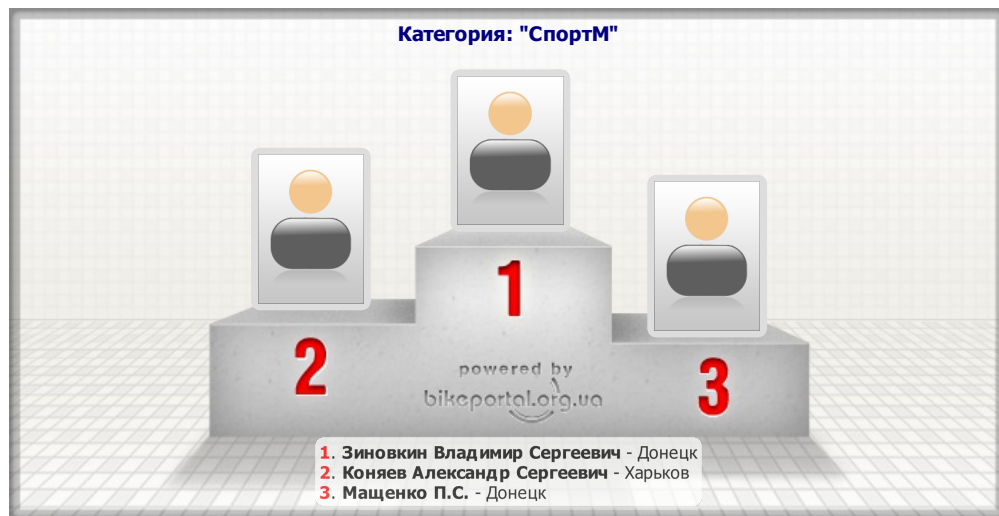 Категория: "СпортМ"
1
2
3
powered by
bikeportal.org.ua
1. Зиновкин Владимир Сергеевич - Донецк
2. Коняев Александр Сергеевич - Харьков
3. Мащенко П.С. - Донецк